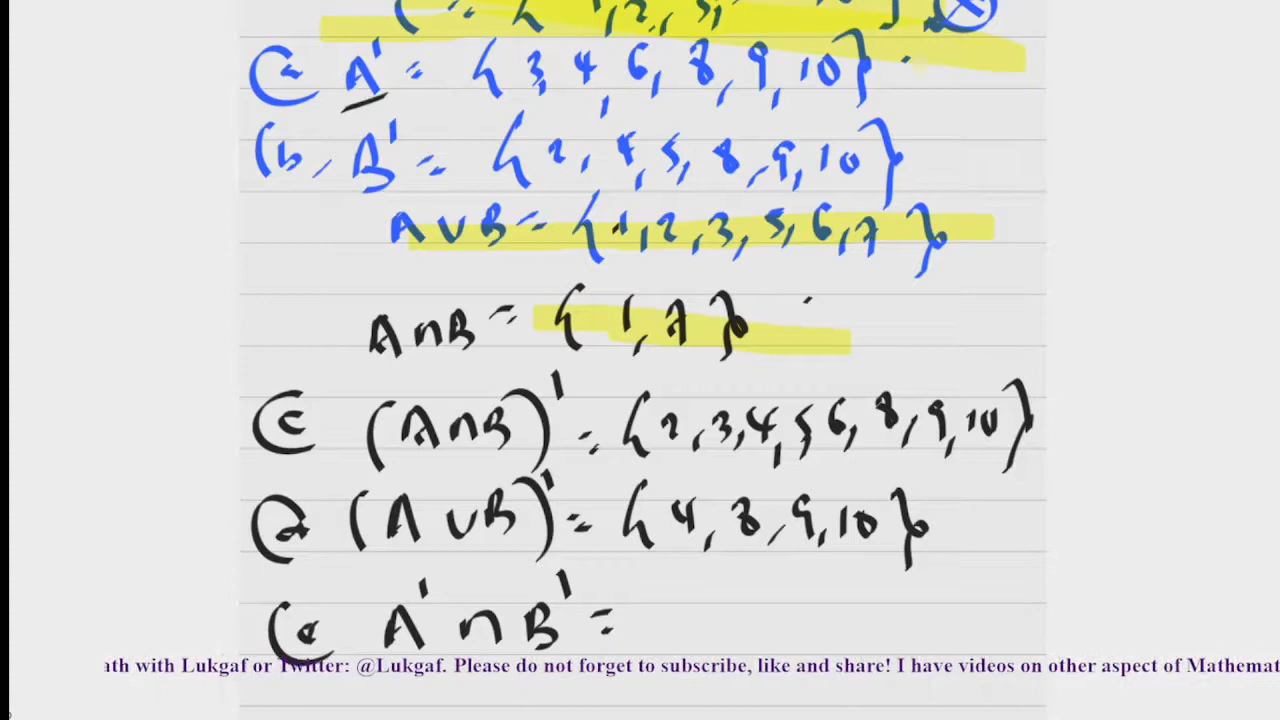 (a A' = {3, 4, 6, 8, 9, 10}.
(b, B' = {2, 4, 5, 8, 9, 10}
A∪B = {1, 2, 3, 5, 6, 7}
A∩B = {1, 7}
(c (A∩B)' = {2, 3, 4, 5, 6, 8, 9, 10}
(d (A∪B)' = {4, 8, 9, 10}
(e A'∩B' =
ath with Lukgaf or Twitter: @Lukgaf. Please do not forget to subscribe, like and share! I have videos on other aspect of Mathemat